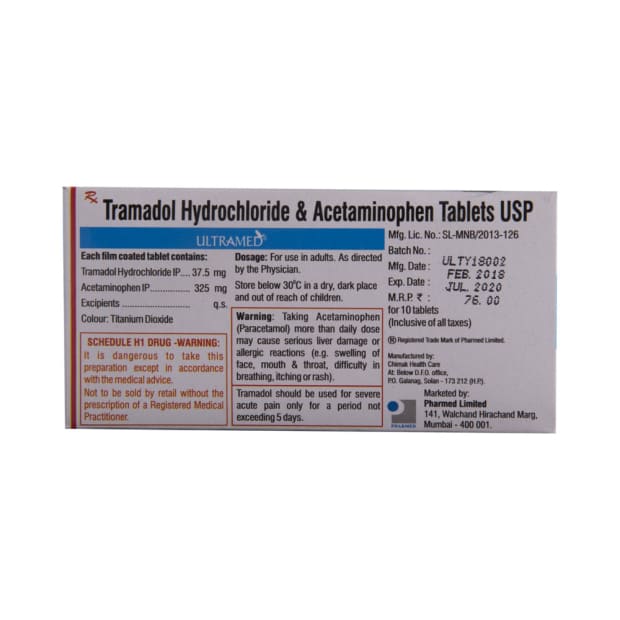 Rx
Tramadol Hydrochloride & Acetaminophen Tablets USP
ULTRAMED
Each film coated tablet contains:
Tramadol Hydrochloride IP.... 37.5 mg
Acetaminophen IP............... 325 mg
Excipients ......................... q.s.
Colour: Titanium Dioxide
SCHEDULE H1 DRUG -WARNING:
It is dangerous to take this
preparation except in accordance
with the medical advice.
Not to be sold by retail without the
prescription of a Registered Medical
Practitioner.
Dosage: For use in adults. As directed
by the Physician.
Store below 30°C in a dry, dark place
and out of reach of children.
Warning: Taking Acetaminophen
(Paracetamol) more than daily dose
may cause serious liver damage or
allergic reactions (e.g. swelling of
face, mouth & throat, difficulty in
breathing, itching or rash).
Tramadol should be used for severe
acute pain only for a period not
exceeding 5 days.
Mfg. Lic. No.: SL-MNB/2013-126
Batch No. : ULTY18002
Mfg. Date : FEB. 2018
Exp. Date : JUL. 2020
M.R.P. ₹ : 76.00
for 10 tablets
(Inclusive of all taxes)
® Registered Trade Mark of Pharmed Limited.
Manufactured by:
Chimak Health Care
At: Below D.F.O. office,
P.O. Galanag, Solan - 173 212 (H.P.).
Marketed by:
Pharmed Limited
141, Walchand Hirachand Marg,
Mumbai - 400 001.
PHARMED